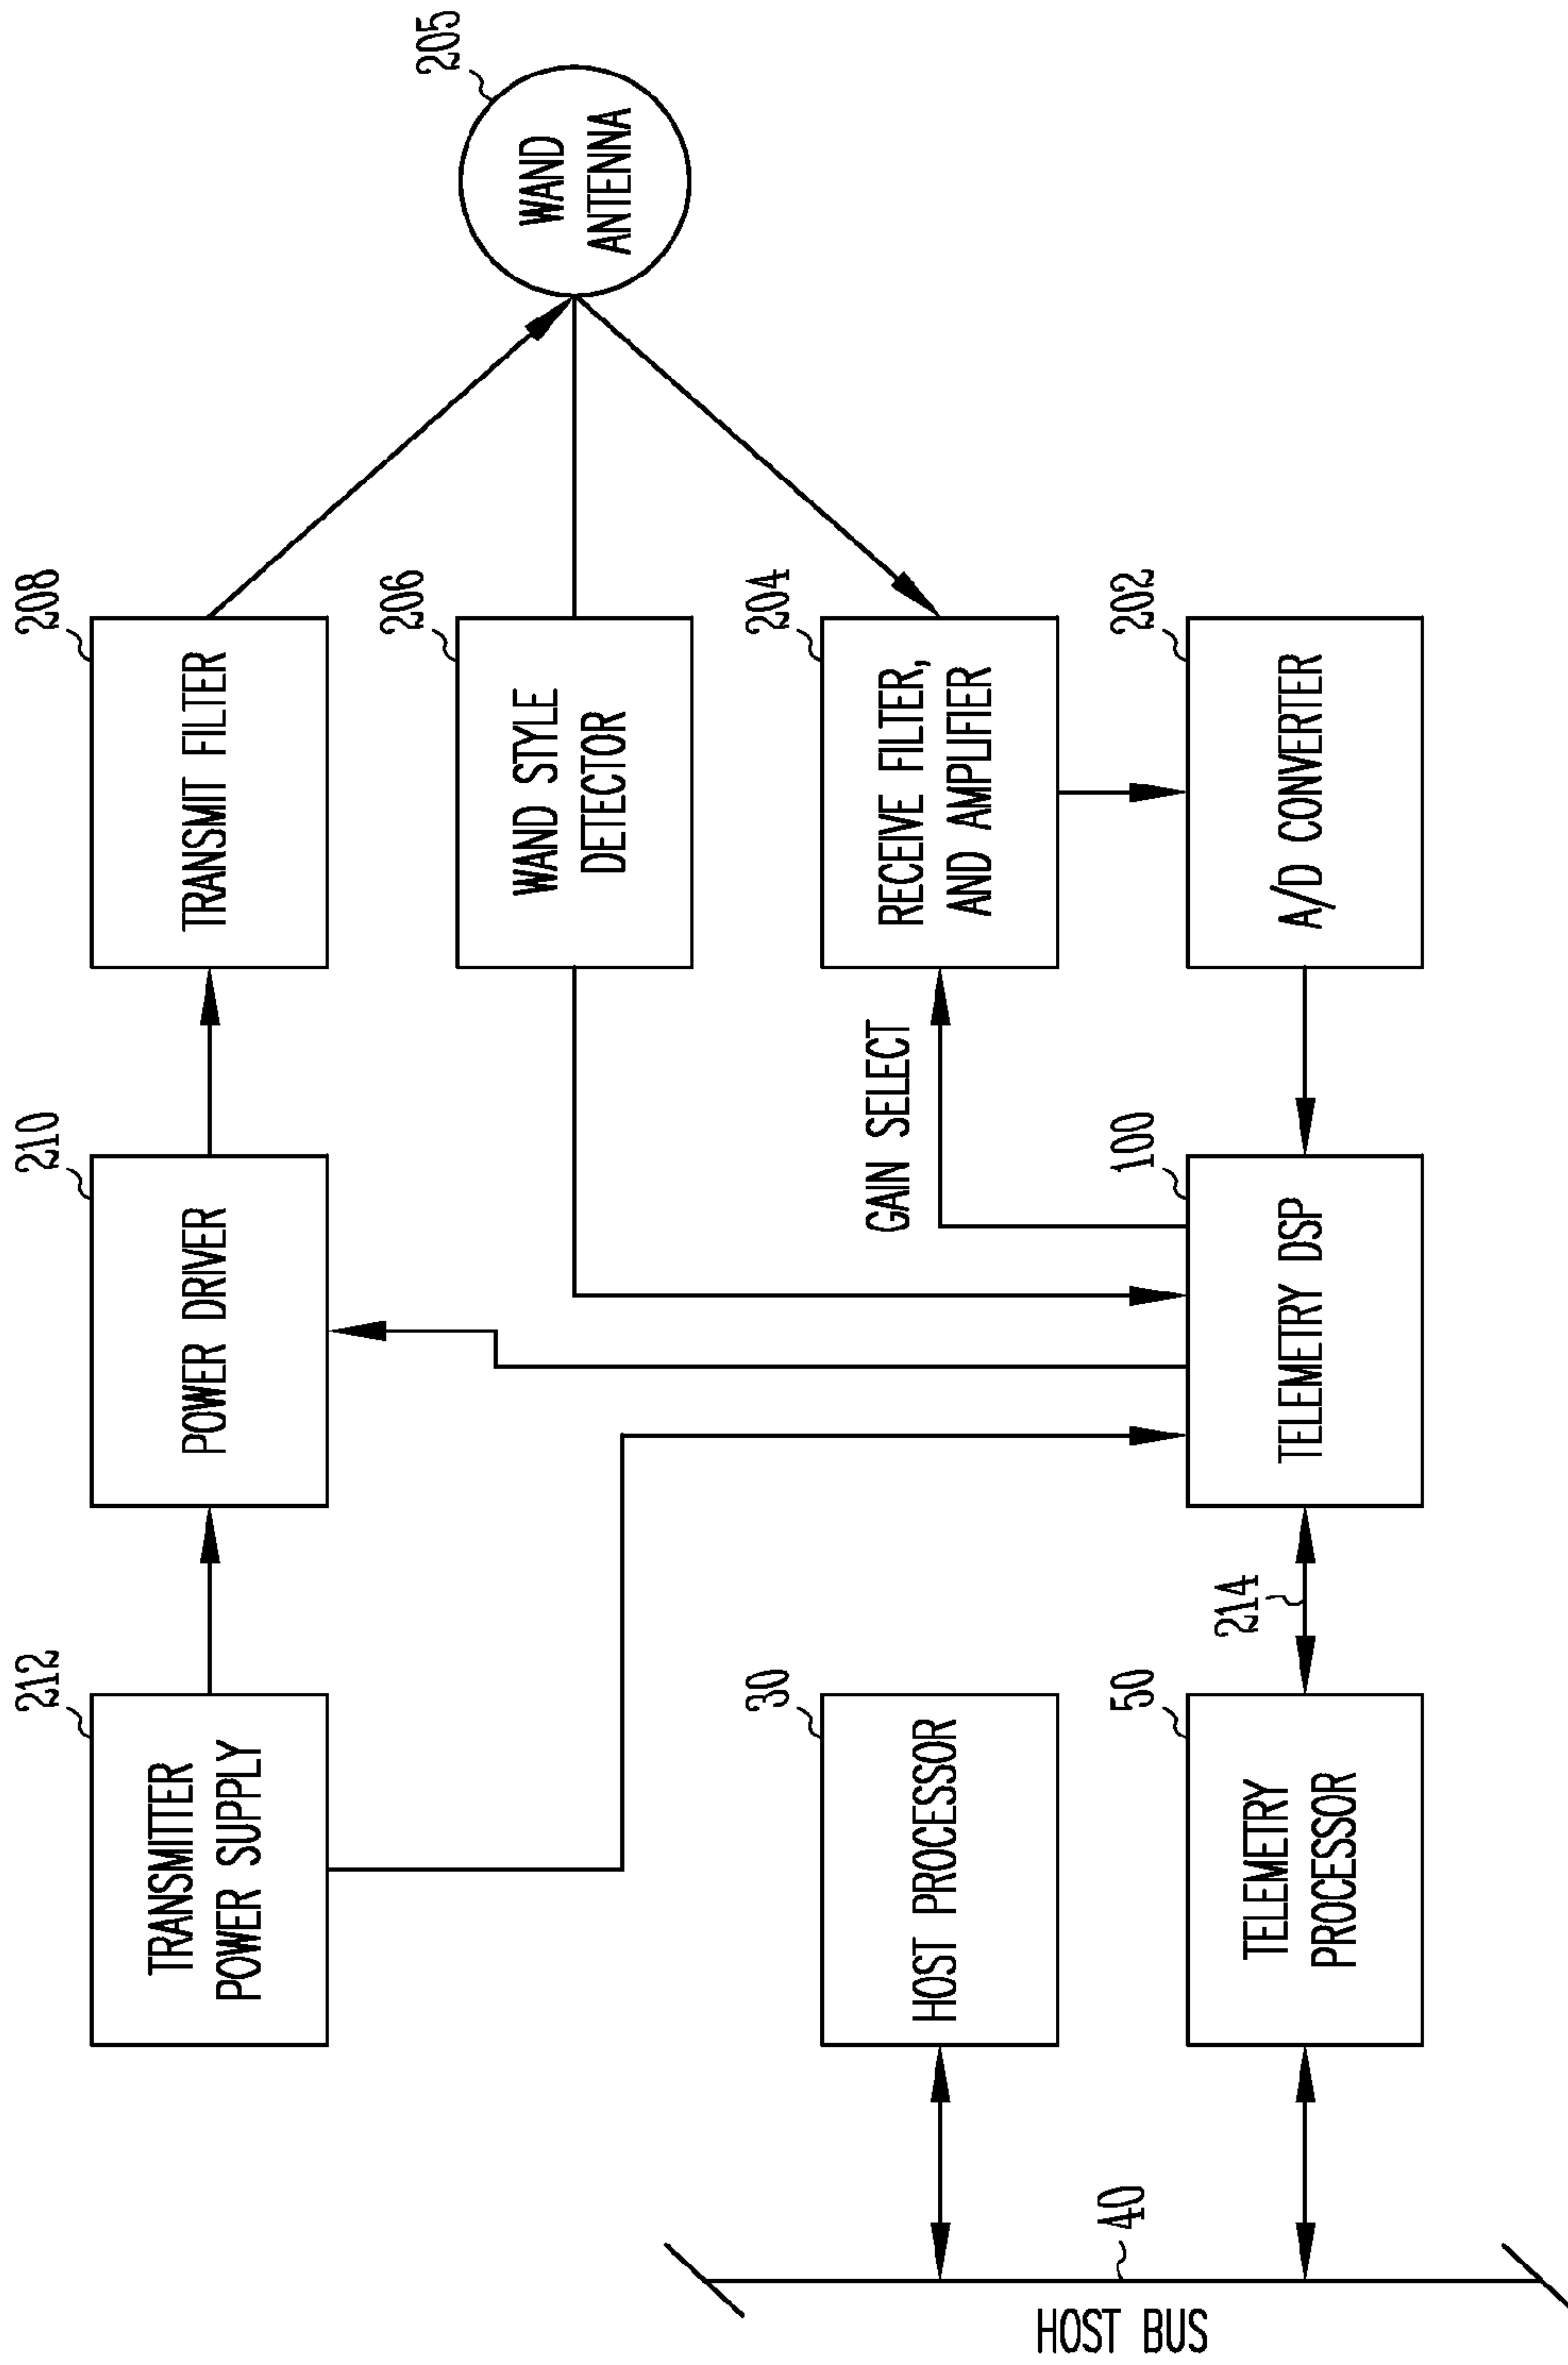 212
TRANSMITTER
POWER SUPPLY
210
POWER DRIVER
208
TRANSMIT FILTER
205
WAND
ANTENNA
206
WAND STYLE
DETECTOR
30
HOST PROCESSOR
GAIN SELECT
204
RECEIVE FILTER,
AND AMPLIFIER
HOST BUS
40
50
TELEMETRY
PROCESSOR
214
100
TELEMETRY DSP
202
A/D CONVERTER